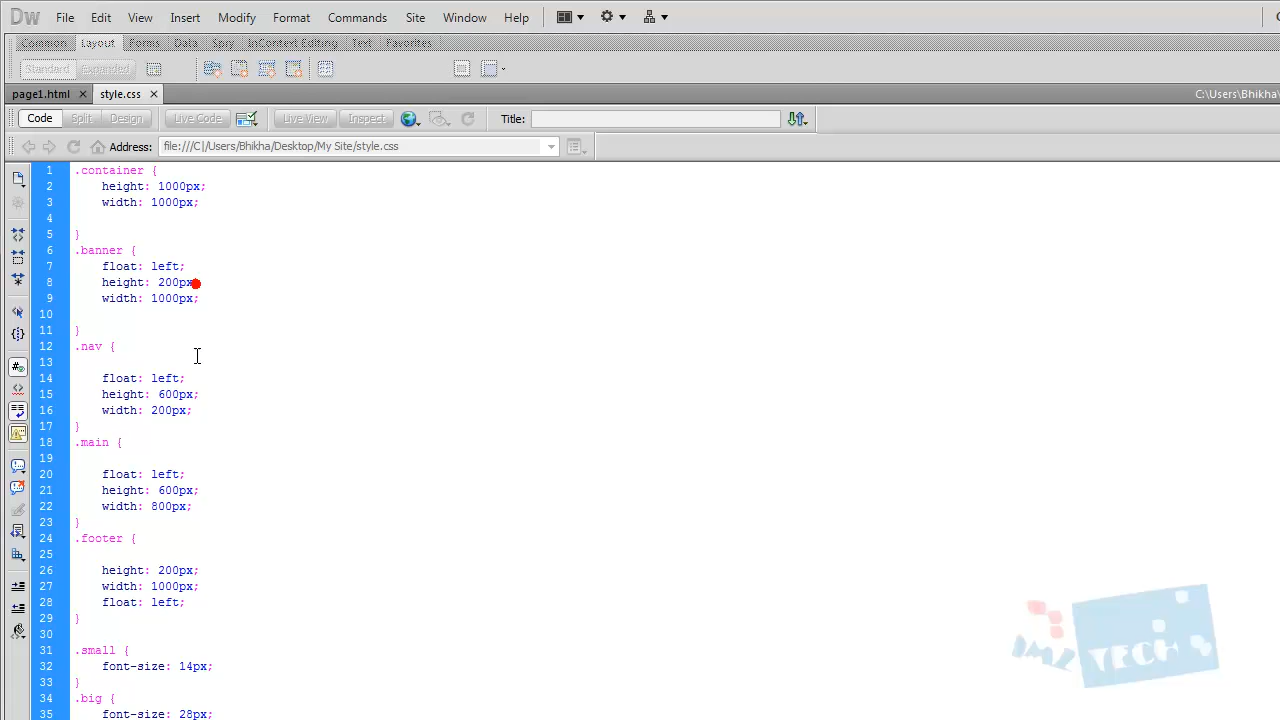 Dw File Edit View Insert Modify Format Commands Site Window Help
Common Layout Forms Data Spry InContext Editing Text Favorites
Standard Expanded
page1.html × style.css × C:\Users\Bhikha\
Code Split Design Live Code Live View Inspect Title:
Address: file:///C|/Users/Bhikha/Desktop/My Site/style.css
1 .container {
2 height: 1000px;
3 width: 1000px;
4
5 }
6 .banner {
7 float: left;
8 height: 200px
9 width: 1000px;
10
11 }
12 .nav {
13
14 float: left;
15 height: 600px;
16 width: 200px;
17 }
18 .main {
19
20 float: left;
21 height: 600px;
22 width: 800px;
23 }
24 .footer {
25
26 height: 200px;
27 width: 1000px;
28 float: left;
29 }
30
31 .small {
32 font-size: 14px;
33 }
34 .big {
35 font-size: 28px;
TECH